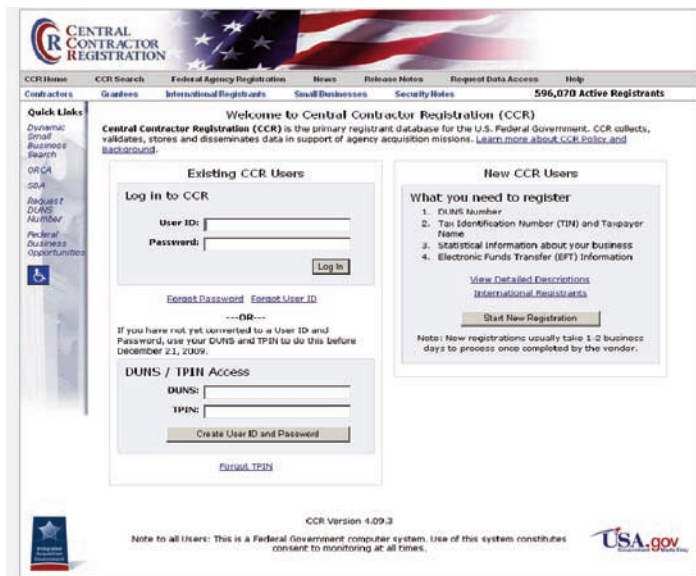 CENTRAL
CONTRACTOR
REGISTRATION
CCR Home CCR Search Federal Agency Registration News Release Notes Request Data Access Help
Contractors Grantees International Registrants Small Businesses Security Notes 596,070 Active Registrants
Quick Links
Dynamic
Small
Business
Search
ORCA
SBA
Request
DUNS
Number
Federal
Business
Opportunities
Welcome to Central Contractor Registration (CCR)
Central Contractor Registration (CCR) is the primary registrant database for the U.S. Federal Government. CCR collects,
validates, stores and disseminates data in support of agency acquisition missions. Learn more about CCR Policy and
Background.
Existing CCR Users
Log in to CCR
User ID:
Password:
Log In
Forgot Password Forgot User ID
---OR---
If you have not yet converted to a User ID and
Password, use your DUNS and TPIN to do this before
December 21, 2009.
DUNS / TPIN Access
DUNS:
TPIN:
Create User ID and Password
Forgot TPIN
New CCR Users
What you need to register
1. DUNS Number
2. Tax Identification Number (TIN) and Taxpayer
Name
3. Statistical Information about your business
4. Electronic Funds Transfer (EFT) Information
View Detailed Descriptions
International Registrants
Start New Registration
Note: New registrations usually take 1-2 business
days to process once completed by the vendor.
CCR Version 4.09.3
Note to all Users: This is a Federal Government computer system. Use of this system constitutes
consent to monitoring at all times.
Integrated
Acquisition
Environment
USA.gov
Government Made Easy